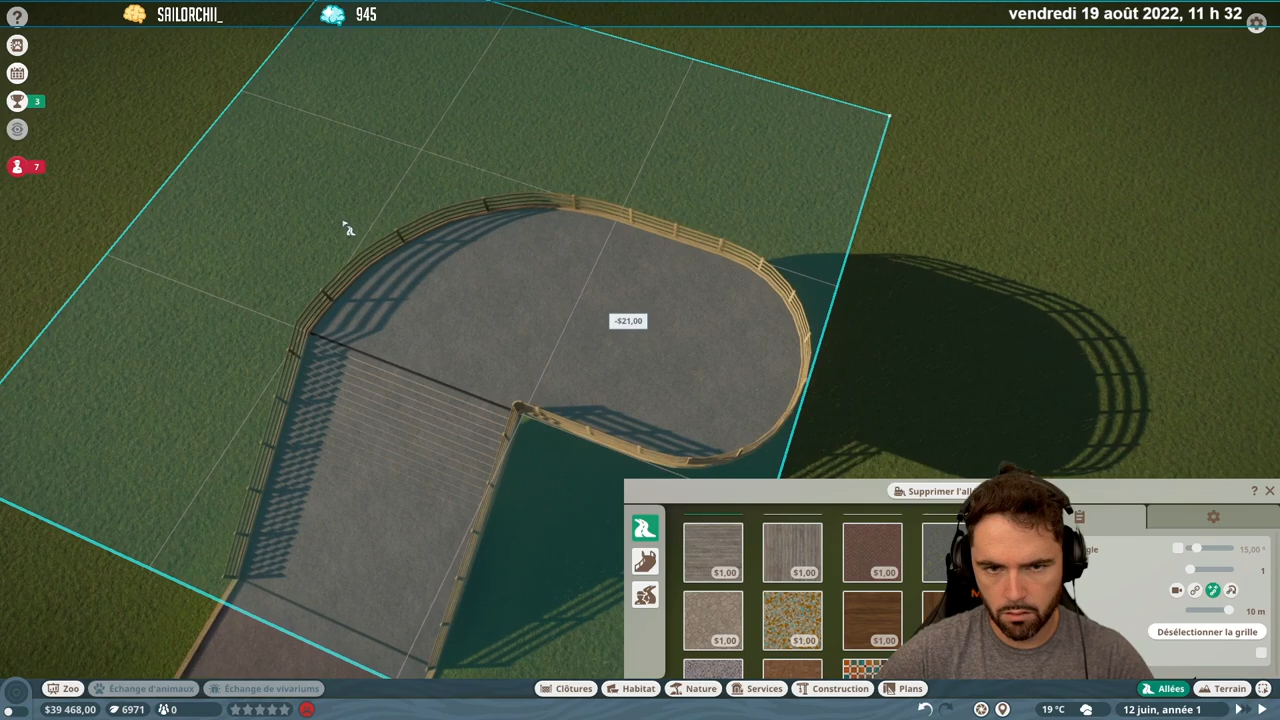 ?
SAILORCHII_
945
vendredi 19 août 2022, 11 h 32
3
7
-$21,00
Supprimer l'all
?
$1,00
$1,00
$1,00
gle
15,00 °
1
$1,00
$1,00
10 m
Désélectionner la grille
Zoo
Échange d'animaux
Échange de vivariums
Clôtures
Habitat
Nature
Services
Construction
Plans
Allées
Terrain
$39 468,00
6971
0
19 °C
12 juin, année 1